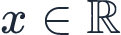 x ∈ ℝ